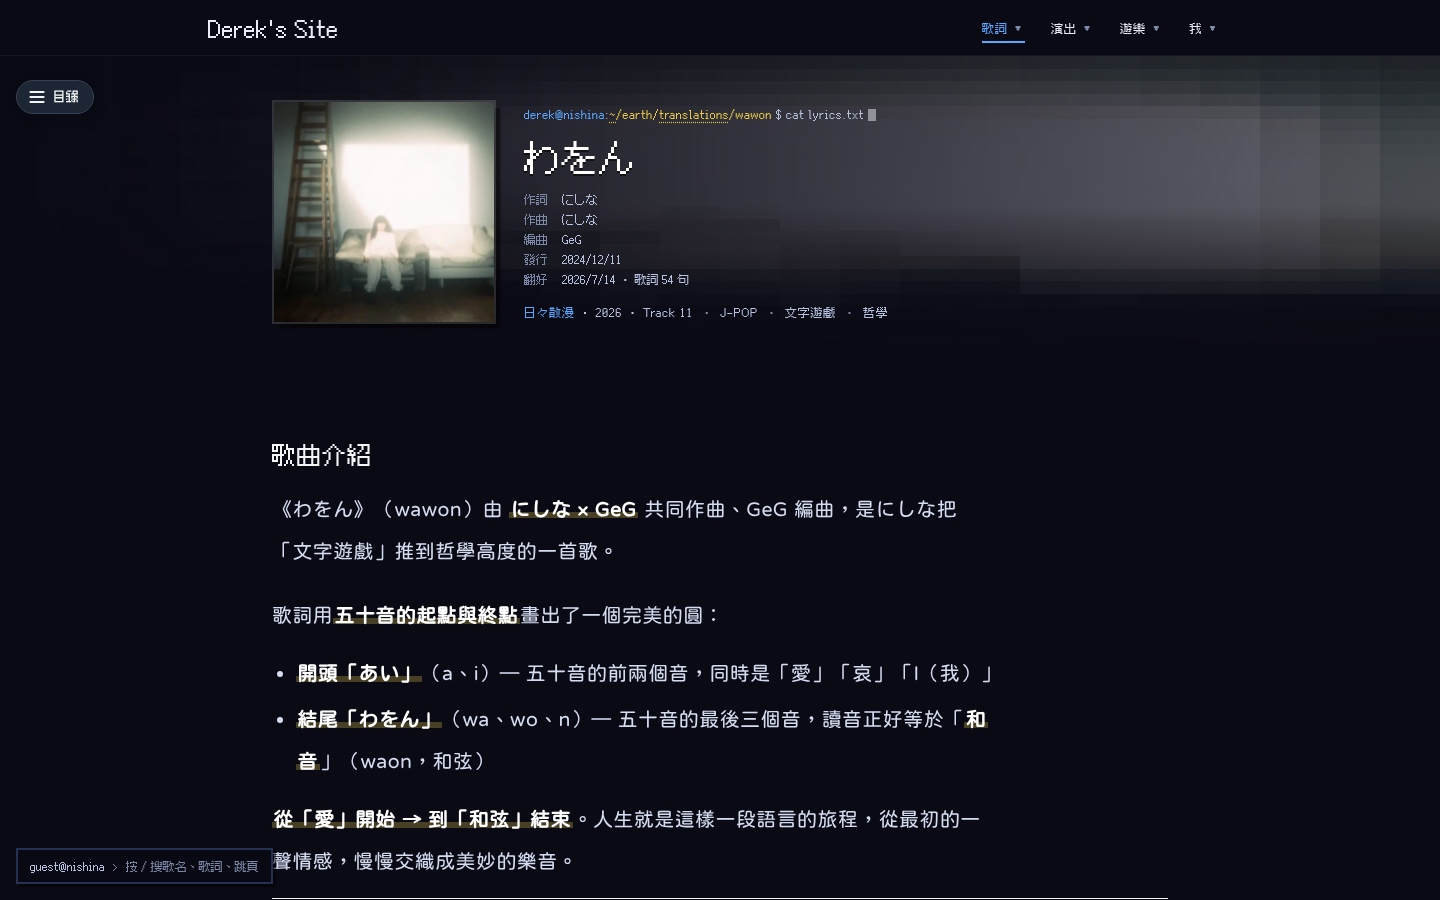 Derek's Site
歌詞 ▼ 演出 ▼ 遊樂 ▼ 我 ▼
目錄
derek@nishina:~/earth/translations/wawon $ cat lyrics.txt
わをん
作詞 にしな
作曲 にしな
編曲 GeG
發行 2024/12/11
翻好 2026/7/14 · 歌詞 54 句
日々散漫 · 2026 · Track 11 · J-POP · 文字遊戲 · 哲學
歌曲介紹
《わをん》（wawon）由 にしな × GeG 共同作曲、GeG 編曲，是にしな把
「文字遊戲」推到哲學高度的一首歌。
歌詞用五十音的起點與終點畫出了一個完美的圓：
• 開頭「あい」（a、i）— 五十音的前兩個音，同時是「愛」「哀」「I（我）」
• 結尾「わをん」（wa、wo、n）— 五十音的最後三個音，讀音正好等於「和
音」（waon，和弦）
從「愛」開始 → 到「和弦」結束。人生就是這樣一段語言的旅程，從最初的一
聲情感，慢慢交織成美妙的樂音。
guest@nishina > 按 / 搜歌名、歌詞、跳頁